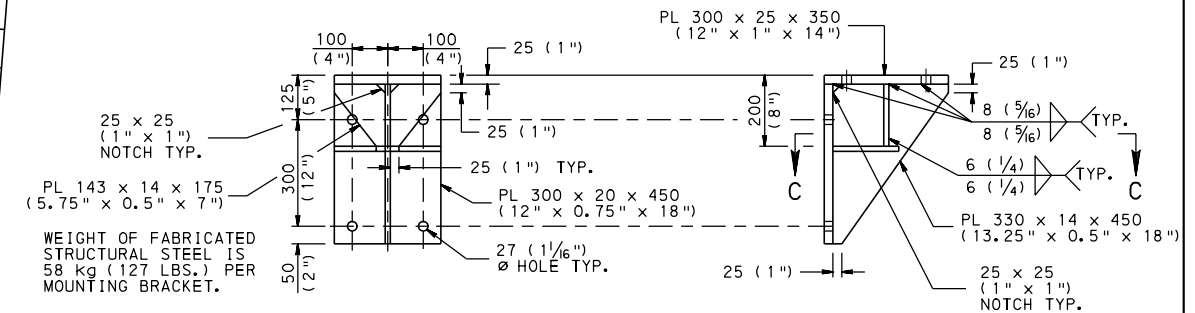 100
(4")
100
(4")
25 (1")
125
(5")
25 x 25
(1" x 1")
NOTCH TYP.
25 (1")
300
(12")
25 (1") TYP.
PL 143 x 14 x 175
(5.75" x 0.5" x 7")
PL 300 x 20 x 450
(12" x 0.75" x 18")
WEIGHT OF FABRICATED
STRUCTURAL STEEL IS
58 kg (127 LBS.) PER
MOUNTING BRACKET.
50
(2")
27 (1 1/16")
Ø HOLE TYP.
PL 300 x 25 x 350
(12" x 1" x 14")
25 (1")
200
(8")
8 (5/16)
8 (5/16)
TYP.
6 (1/4)
6 (1/4)
TYP.
C
C
PL 330 x 14 x 450
(13.25" x 0.5" x 18")
25 (1")
25 x 25
(1" x 1")
NOTCH TYP.